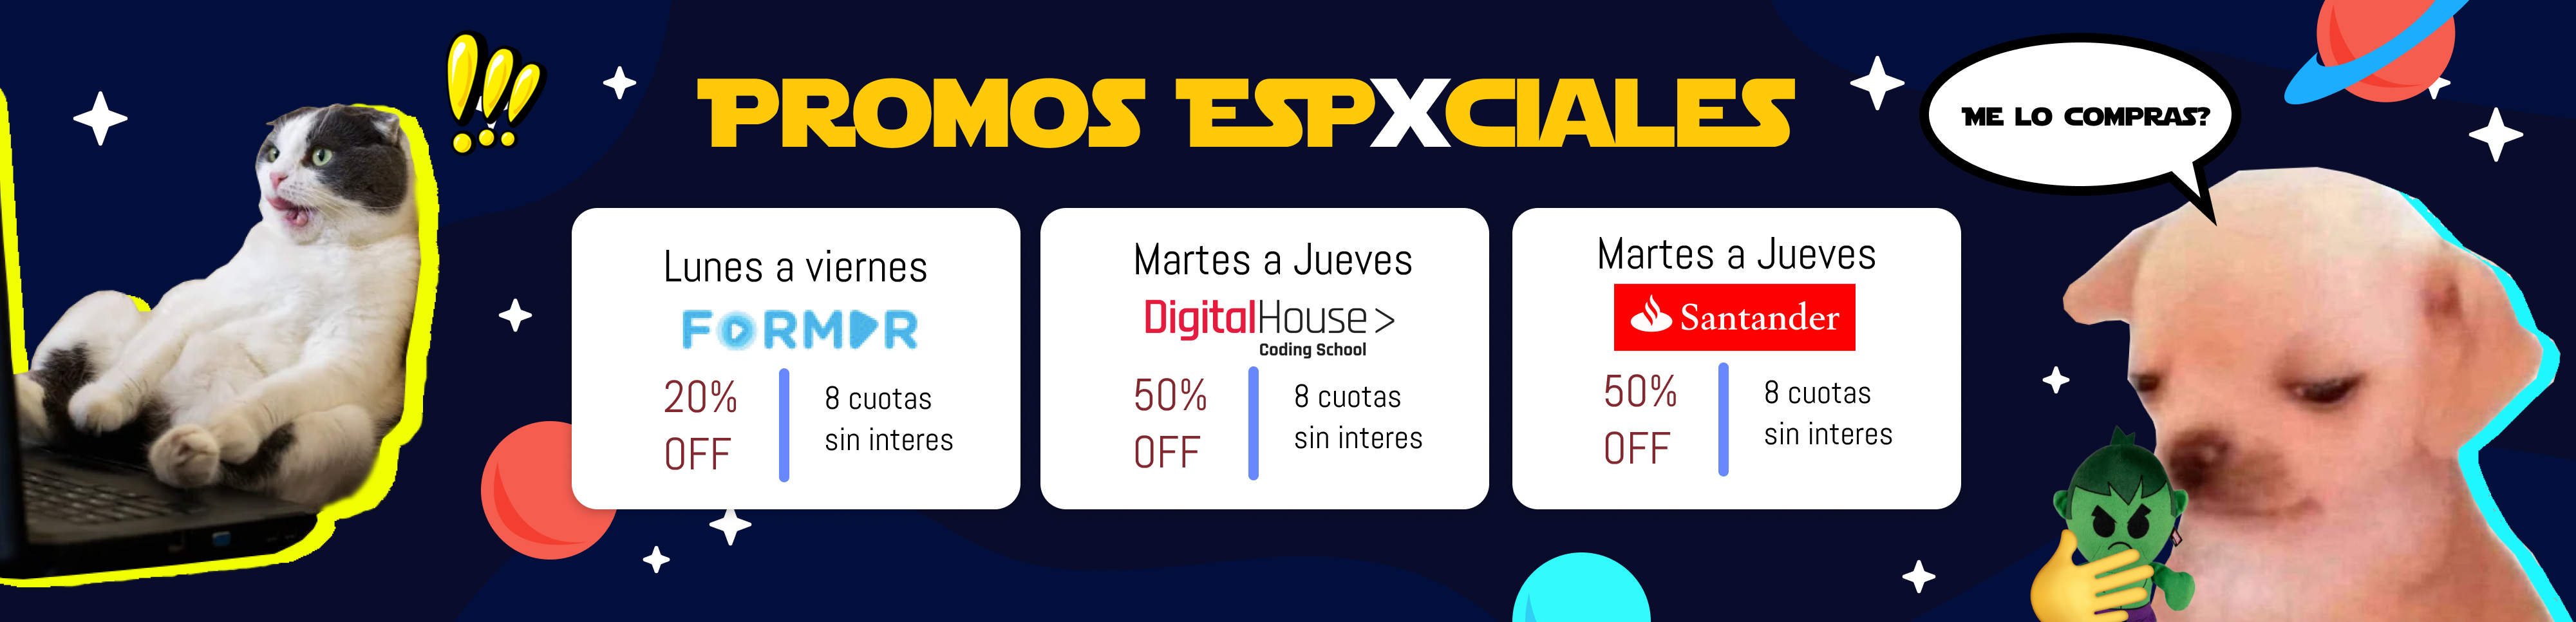 PROMOS ESPXCIALES
ME LO COMPRAS?
Lunes a viernes
FORMAR
20%
OFF
8 cuotas
sin interes
Martes a Jueves
DigitalHouse>
Coding School
50%
OFF
8 cuotas
sin interes
Martes a Jueves
Santander
50%
OFF
8 cuotas
sin interes